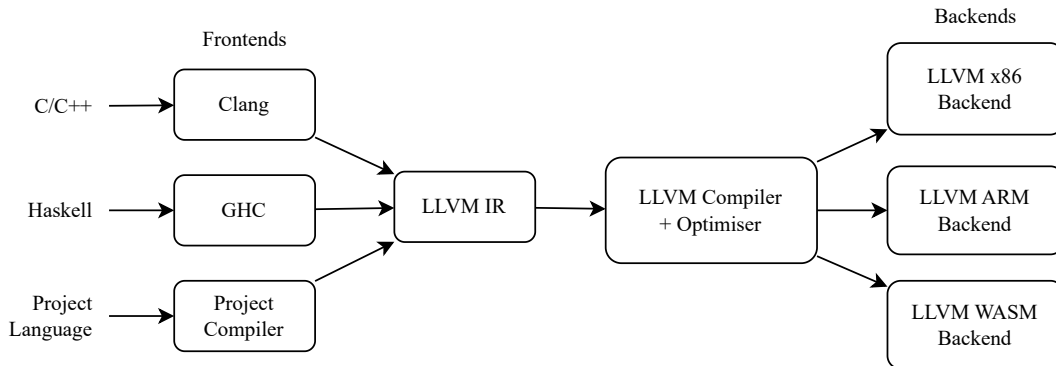 Backends
Frontends
C/C++
Clang
Haskell
GHC
Project
Language
Project
Compiler
LLVM IR
LLVM Compiler
+ Optimiser
LLVM x86
Backend
LLVM ARM
Backend
LLVM WASM
Backend